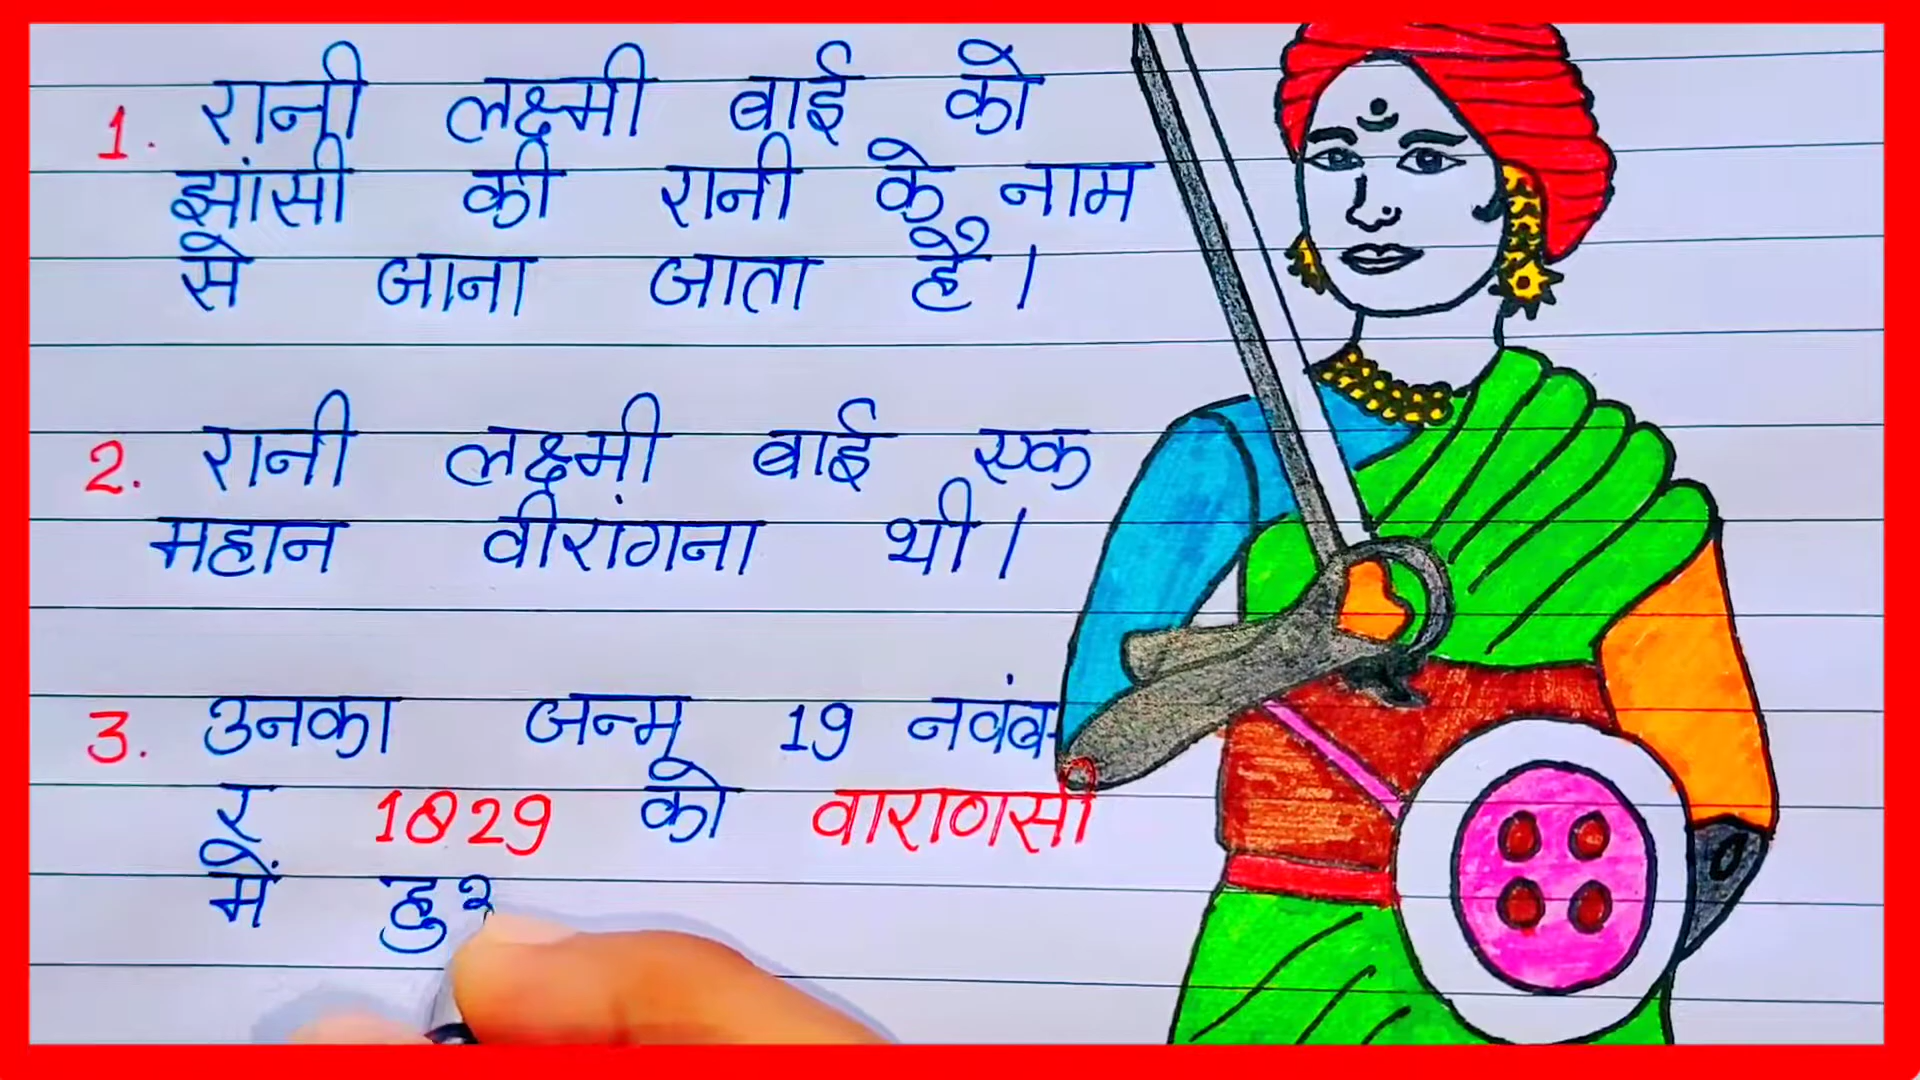 1. रानी लक्ष्मी बाई को
झांसी की रानी के नाम
से जाना जाता है।
2. रानी लक्ष्मी बाई एक
महान वीरांगना थी।
3. उनका जन्म 19 नवंब-
र 1829 को वाराणसी
में